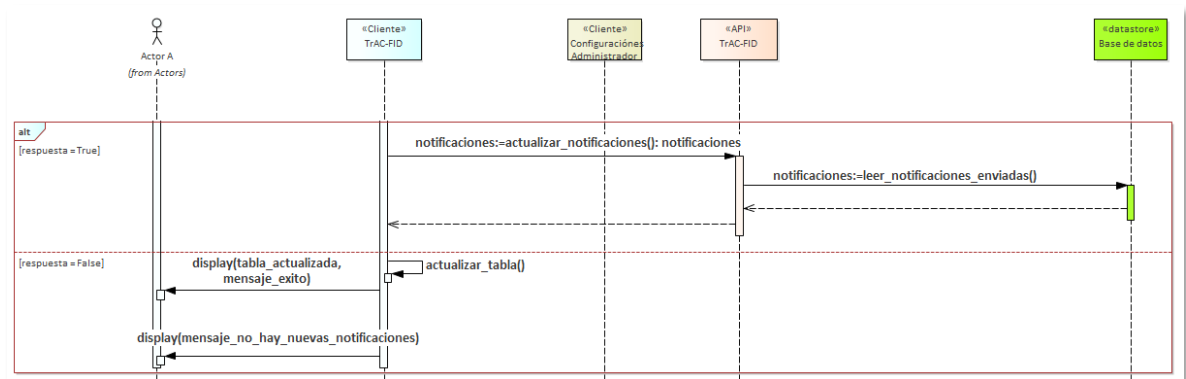 «Cliente»
TrAC-FID
«Cliente»
Configuraciónes
Administrador
«API»
TrAC-FID
«datastore»
Base de datos
Actor A
(from Actors)
alt
[respuesta = True]
notificaciones:=actualizar_notificaciones(): notificaciones
notificaciones:=leer_notificaciones_enviadas()
[respuesta = False]
display(tabla_actualizada,
mensaje_exito)
actualizar_tabla()
display(mensaje_no_hay_nuevas_notificaciones)